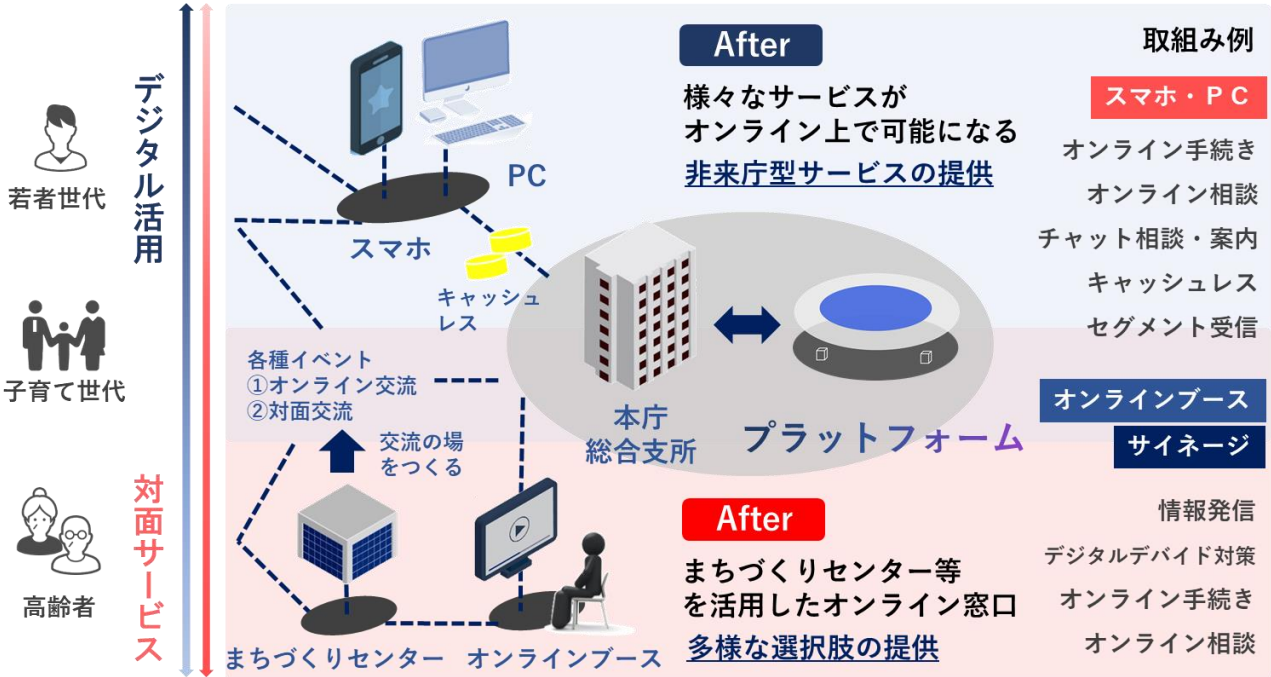 デジタル活用
若者世代
子育て世代
対面サービス
高齢者
PC
スマホ
キャッシュ
レス
各種イベント
①オンライン交流
②対面交流
交流の場
をつくる
まちづくりセンター
オンラインブース
本庁
総合支所
プラットフォーム
After
様々なサービスが
オンライン上で可能になる
非来庁型サービスの提供
After
まちづくりセンター等
を活用したオンライン窓口
多様な選択肢の提供
取組み例
スマホ・ＰＣ
オンライン手続き
オンライン相談
チャット相談・案内
キャッシュレス
セグメント受信
オンラインブース
サイネージ
情報発信
デジタルデバイド対策
オンライン手続き
オンライン相談